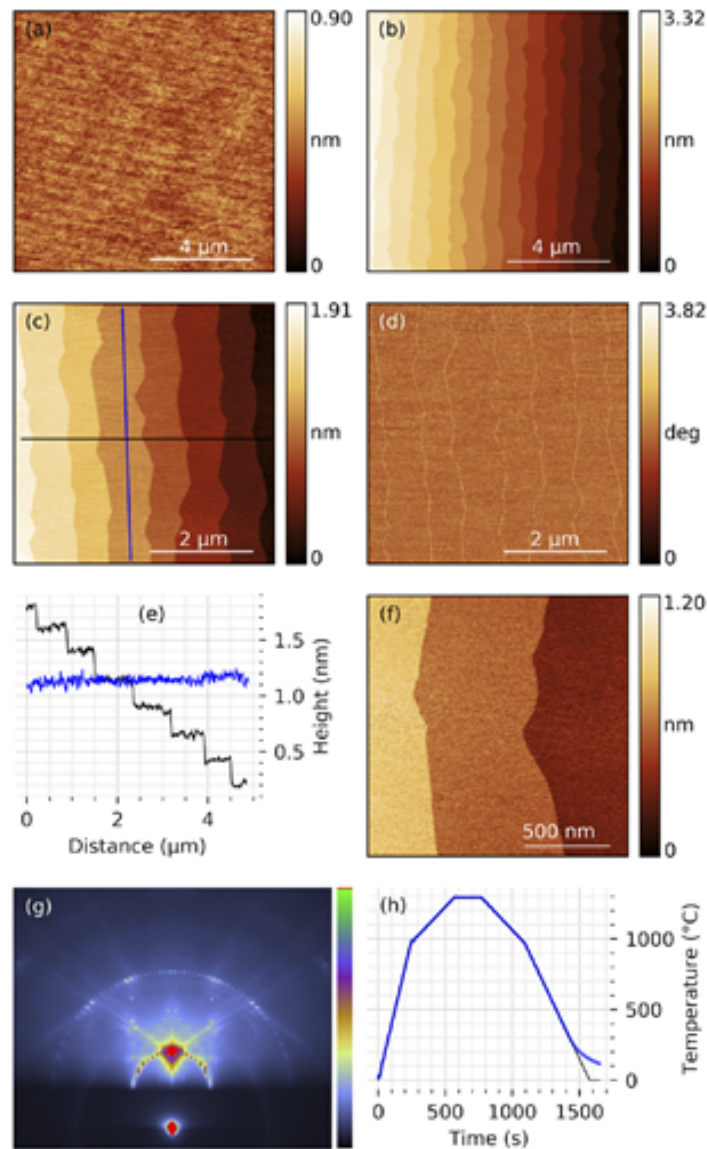 (a)
0.90
nm
4 μm
0
(b)
3.32
nm
4 μm
0
(c)
1.91
nm
2 μm
0
(d)
3.82
deg
2 μm
0
(e)
1.5
1.0
0.5
Height (nm)
0 2 4
Distance (μm)
(f)
1.20
nm
500 nm
0
(g)
(h)
1000
500
0
Temperature (°C)
0 500 1000 1500
Time (s)